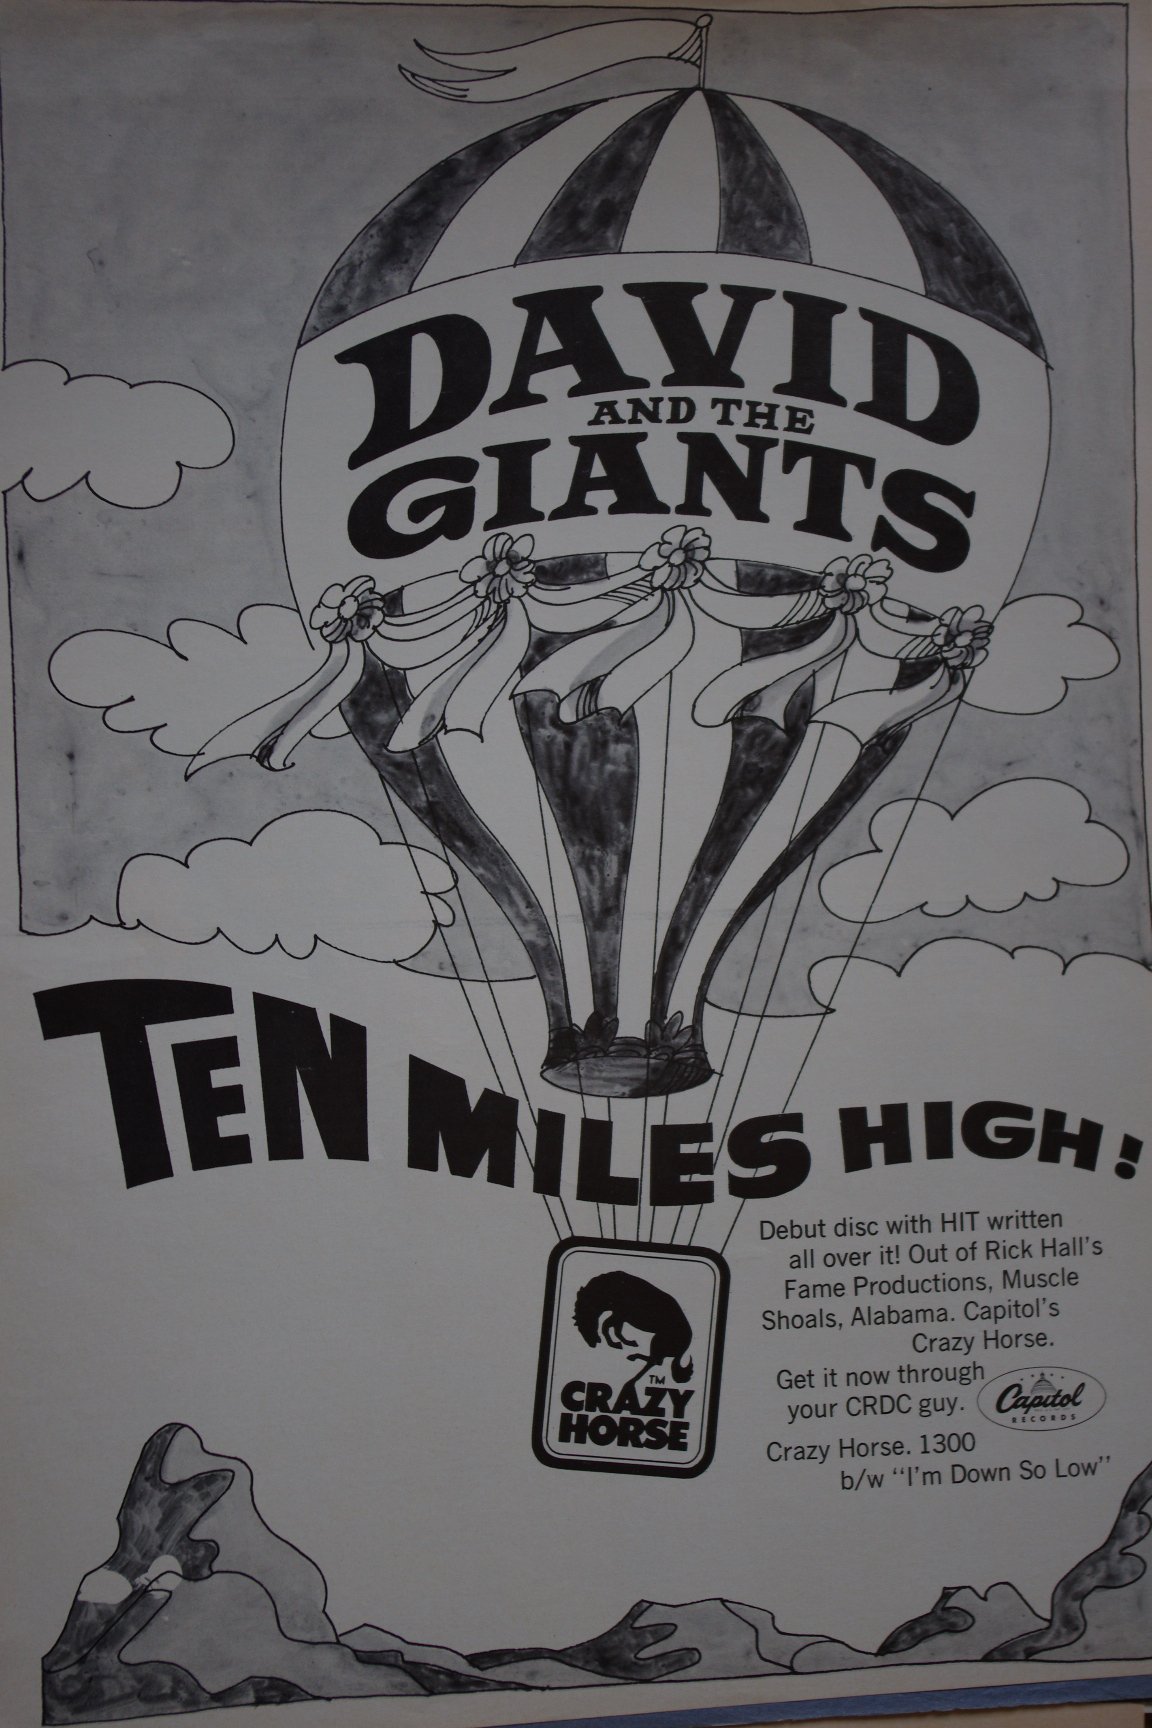 DAVID
AND THE
GIANTS
TEN MILES HIGH!
Debut disc with HIT written
all over it! Out of Rick Hall's
Fame Productions, Muscle
Shoals, Alabama. Capitol's
Crazy Horse.
Get it now through
your CRDC guy.
Capitol
RECORDS
Crazy Horse. 1300
b/w "I'm Down So Low"
TM
CRAZY
HORSE